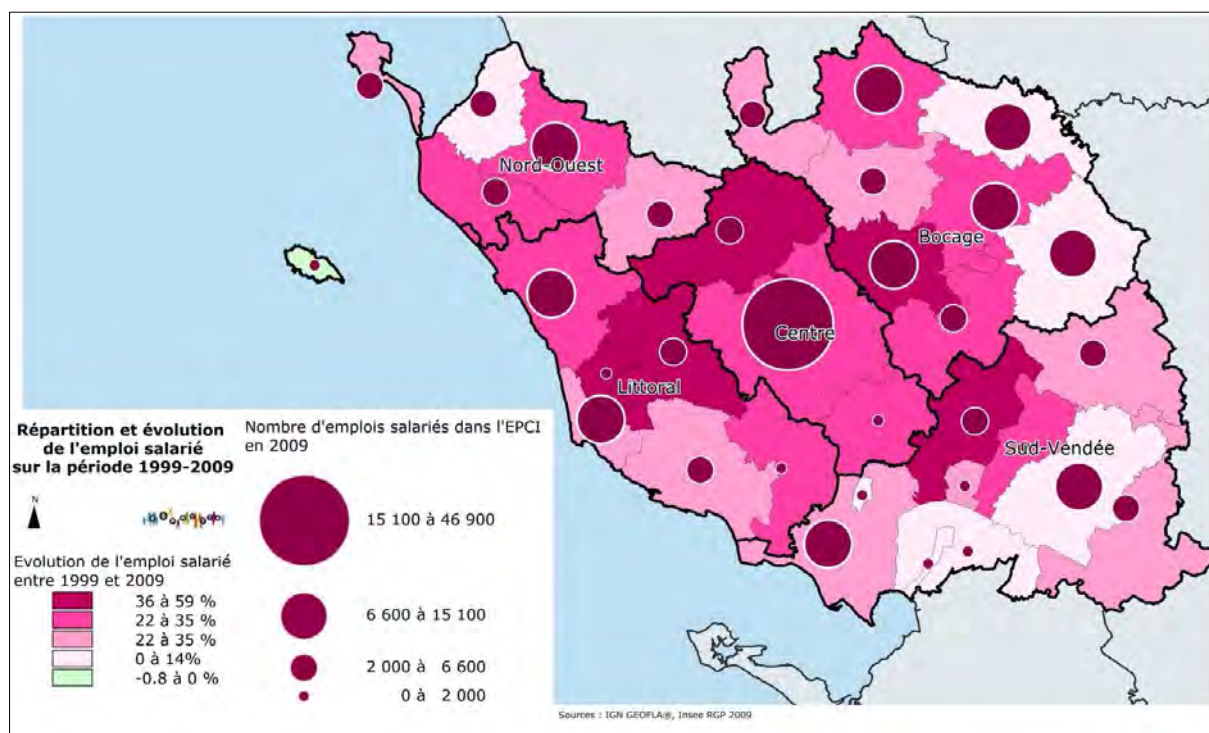 Nord-Ouest
Bocage
Centre
Littoral
Sud-Vendée
Répartition et évolution
de l'emploi salarié
sur la période 1999-2009
N
Evolution de l'emploi salarié
entre 1999 et 2009
36 à 59 %
22 à 35 %
22 à 35 %
0 à 14%
-0.8 à 0 %
Nombre d'emplois salariés dans l'EPCI
en 2009
15 100 à 46 900
6 600 à 15 100
2 000 à 6 600
0 à 2 000
Sources : IGN GEOFLA®, Insee RGP 2009